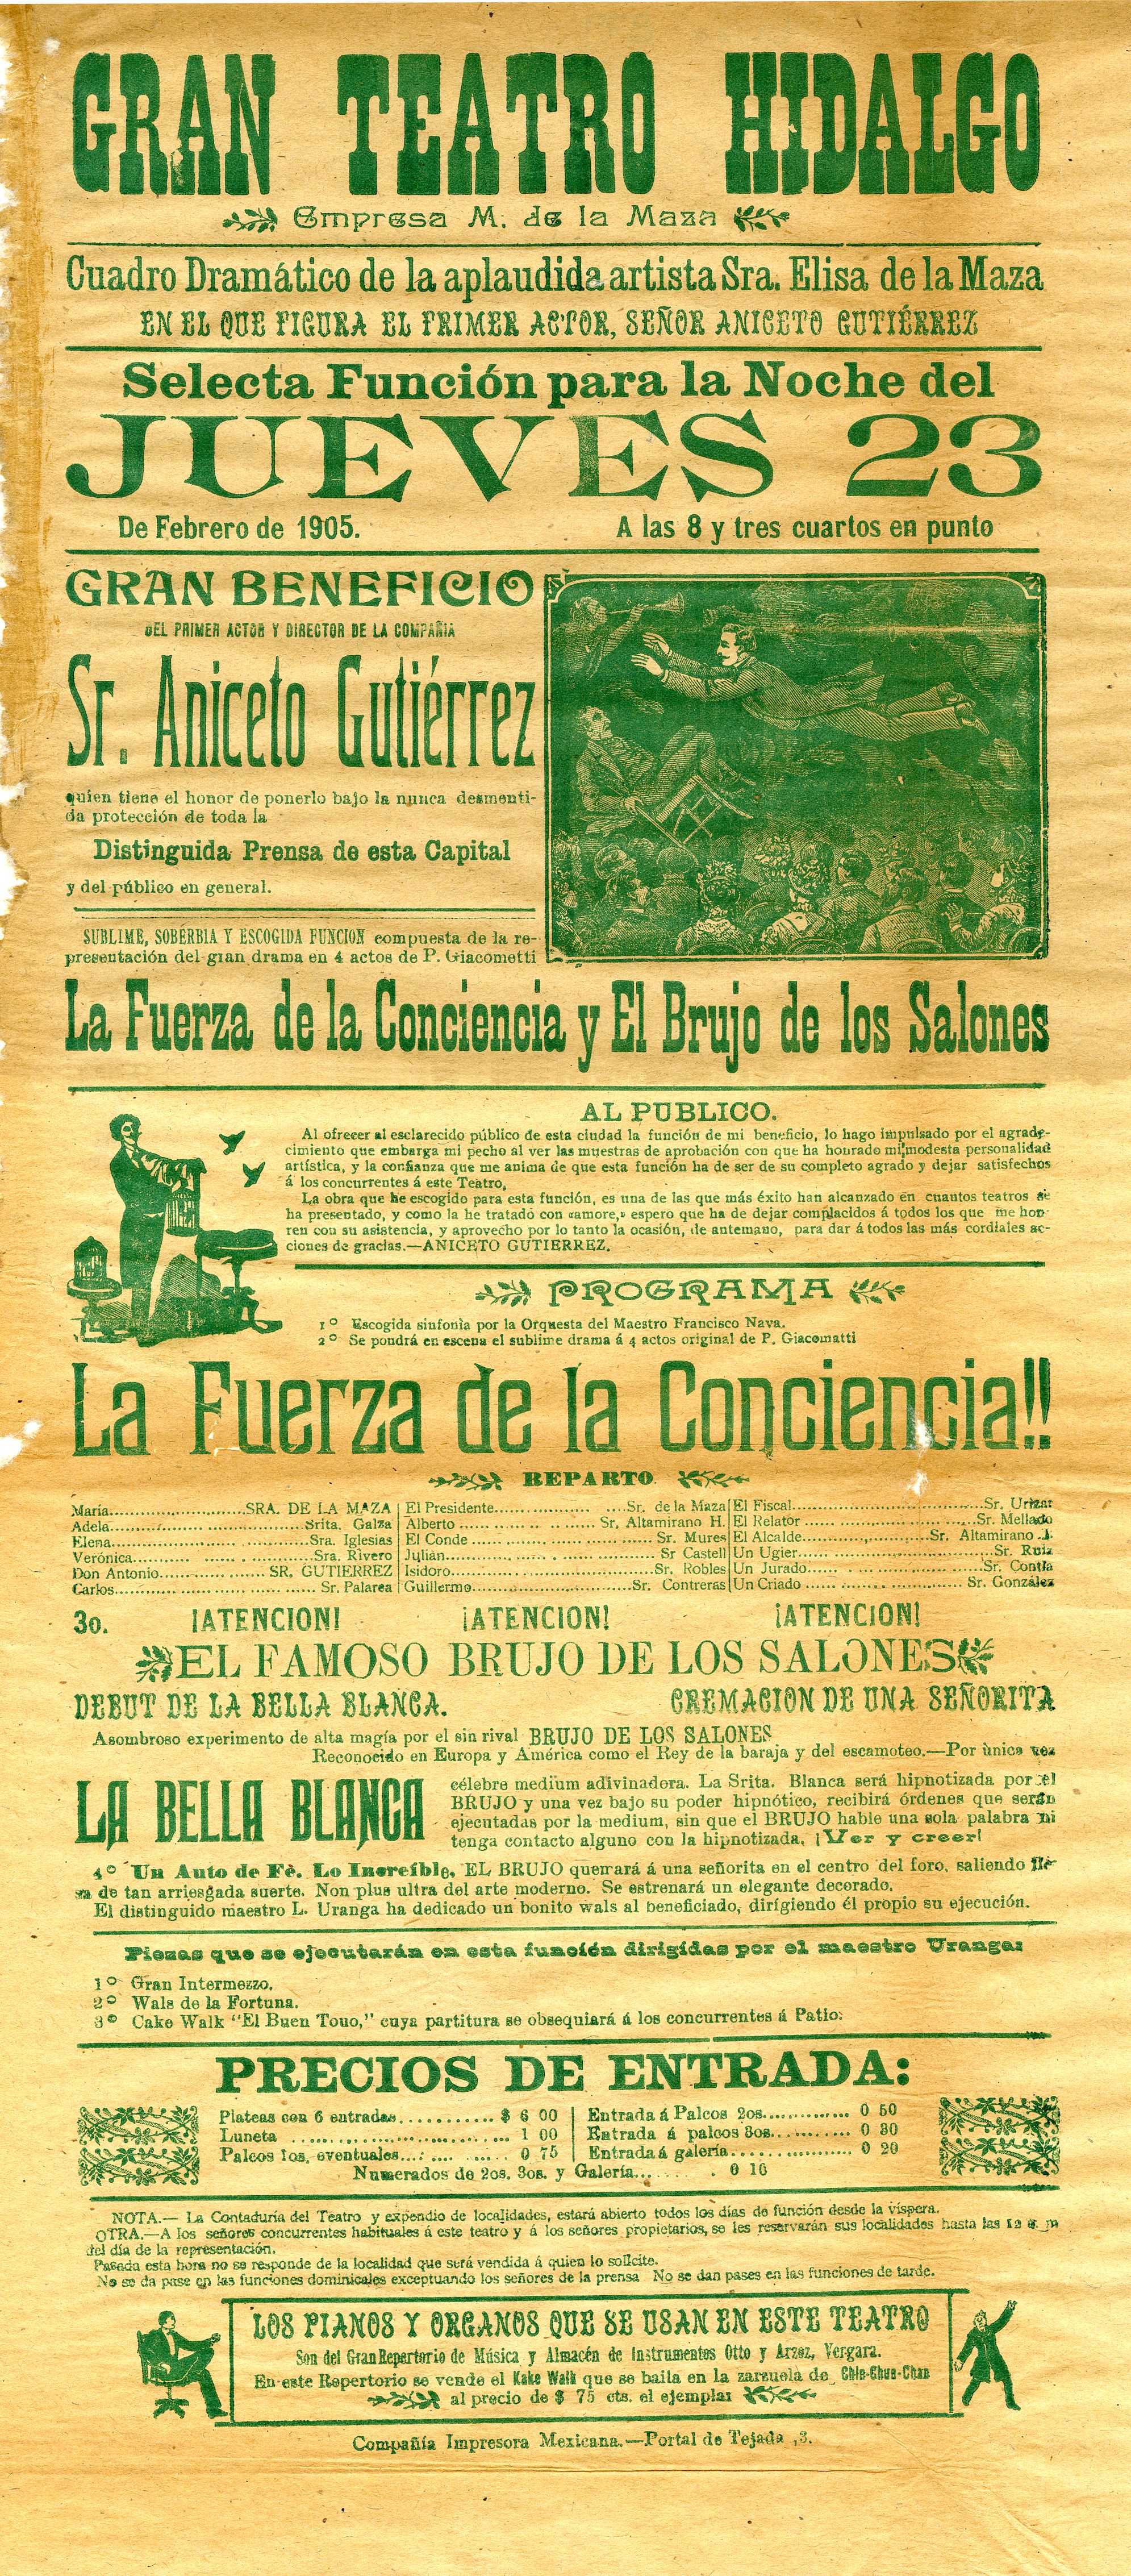 GRAN TEATRO HIDALGO
Empresa M. de la Maza
Cuadro Dramático de la aplaudida artista Sra. Elisa de la Maza
EN EL QUE FIGURA EL PRIMER ACTOR, SEÑOR ANICETO GUTIÉRREZ
Selecta Función para la Noche del
JUEVES 23
De Febrero de 1905. A las 8 y tres cuartos en punto
GRAN BENEFICIO
DEL PRIMER ACTOR Y DIRECTOR DE LA COMPAÑIA
Sr. Aniceto Gutiérrez
quien tiene el honor de ponerlo bajo la nunca desmenti-
da protección de toda la
Distinguida Prensa de esta Capital
y del público en general.
SUBLIME, SOBERBIA Y ESCOGIDA FUNCION compuesta de la re-
presentación del gran drama en 4 actos de P. Giacometti
La Fuerza de la Conciencia y El Brujo de los Salones
AL PUBLICO.
Al ofrecer al esclarecido público de esta ciudad la función de mi beneficio, lo hago impulsado por el agrade-
cimiento que embarga mi pecho al ver las muestras de aprobación con que ha honrado mi modesta personalidad
artística, y la confianza que me anima de que esta función ha de ser de su completo agrado y dejar satisfechos
á los concurrentes á este Teatro,
La obra que he escogido para esta función, es una de las que más éxito han alcanzado en cuantos teatros se
ha presentado, y como la he tratado con «amore,» espero que ha de dejar complacidos á todos los que me hon-
ren con su asistencia, y aprovecho por lo tanto la ocasión, de antemano, para dar á todos las más cordiales ac-
ciones de gracias.—ANICETO GUTIERREZ.
PROGRAMA
1º Escogida sinfonia por la Orquesta del Maestro Francisco Nava.
2º Se pondrá en escena el sublime drama á 4 actos original de P. Giacomatti
La Fuerza de la Conciencia!!
REPARTO.
María..........SRA. DE LA MAZA
Adela..........Srita. Galza
Elena..........Sra. Iglesias
Verónica..........Sra. Rivero
Don Antonio..........SR. GUTIERREZ
Carlos..........Sr. Palarea
El Presidente..........Sr. de la Maza
Alberto..........Sr. Altamirano H.
El Conde..........Sr. Mures
Julian..........Sr Castell
Isidoro..........Sr. Robles
Guillermo..........Sr. Contreras
El Fiscal..........Sr. Urizar
El Relator..........Sr. Mellado
El Alcalde..........Sr. Altamirano J.
Un Ugier..........Sr. Ruiz
Un Jurado..........Sr. Contla
Un Criado..........Sr. González
3o. ¡ATENCION! ¡ATENCION! ¡ATENCION!
EL FAMOSO BRUJO DE LOS SALONES
DEBUT DE LA BELLA BLANCA. CREMACION DE UNA SEÑORITA
Asombroso experimento de alta magía por el sin rival BRUJO DE LOS SALONES
Reconocido en Europa y América como el Rey de la baraja y del escamoteo.—Por ùnica vez
LA BELLA BLANCA
célebre medium adivinadora. La Srita. Blanca será hipnotizada por el
BRUJO y una vez bajo su poder hipnótico, recibirá órdenes que serán
ejecutadas por la medium, sin que el BRUJO hable una sola palabra ni
tenga contacto alguno con la hipnotizada. ¡Ver y creer!
4º Un Auto de Fè. Lo Increíble, EL BRUJO quemará á una señorita en el centro del foro, saliendo ile-
sa de tan arriesgada suerte. Non plus ultra del arte moderno. Se estrenará un elegante decorado.
El distinguido maestro L. Uranga ha dedicado un bonito wals al beneficiado, dirígiendo él propio su ejecución.
Piezas que se ejecutarán en esta función dirigidas por el maestro Uranga:
1º Gran Intermezzo.
2º Wals de la Fortuna.
3º Cake Walk "El Buen Tono," cuya partitura se obsequiará á los concurrentes á Patio.
PRECIOS DE ENTRADA:
Plateas con 6 entradas..........$ 6 00
Luneta..........1 00
Palcos 1os, eventuales..........0 75
Entrada á Palcos 2os..........0 50
Entrada á palcos 3os..........0 30
Entrada á galería..........0 20
Numerados de 2os. 3os. y Galería..........0 10
NOTA.— La Contaduría del Teatro y expendio de localidades, estará abierto todos los días de función desde la víspera.
OTRA.—A los señores concurrentes habituales á este teatro y á los señores propietarios, se les reservarán sus localidades hasta las 12 a. m
del día de la representación.
Pasada esta hora no se responde de la localidad que será vendida á quien lo solicite.
No se da pase en las funciones dominicales exceptuando los señores de la prensa No se dan pases en las funciones de tarde.
LOS PIANOS Y ORGANOS QUE SE USAN EN ESTE TEATRO
Son del Gran Repertorio de Música y Almacén de Instrumentos Otto y Arzoz, Vergara.
En este Repertorio se vende el Kake Walk que se baila en la zarzuela de Chin-Chun-Chan
al precio de $ 75 cts. el ejemplar
Compañía Impresora Mexicana.—Portal de Tejada ,3.